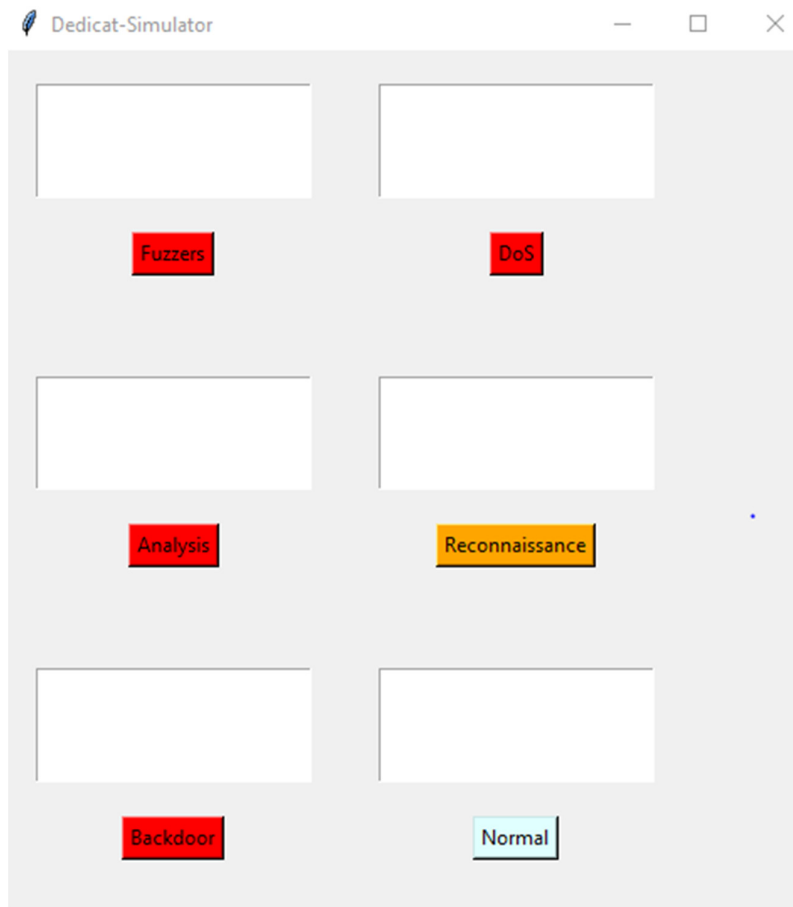 Dedicat-Simulator
Fuzzers
DoS
Analysis
Reconnaissance
Backdoor
Normal